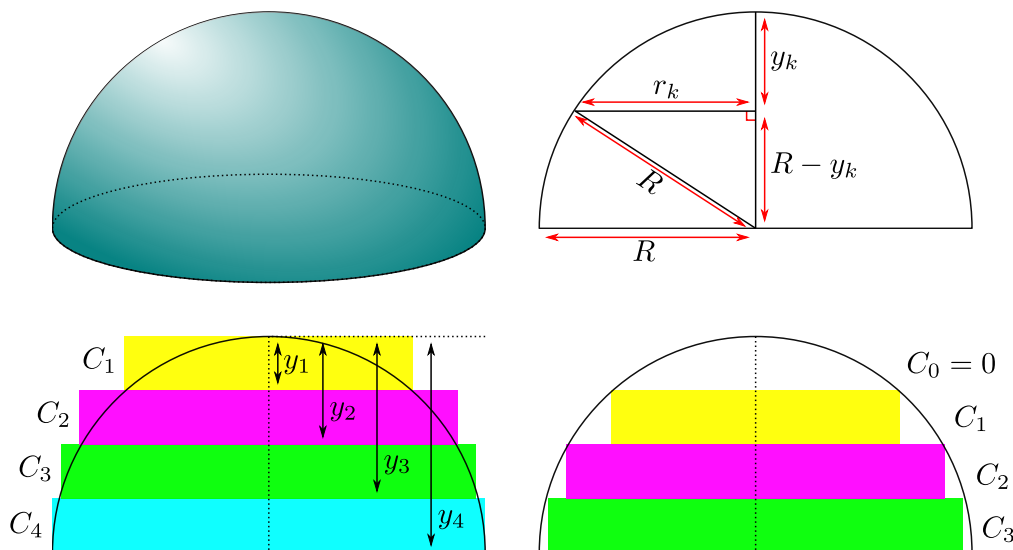 $y_k$
$r_k$
$R - y_k$
$R$
$R$
$C_1$
$y_1$
$C_2$
$y_2$
$C_3$
$y_3$
$C_4$
$y_4$
$C_0 = 0$
$C_1$
$C_2$
$C_3$